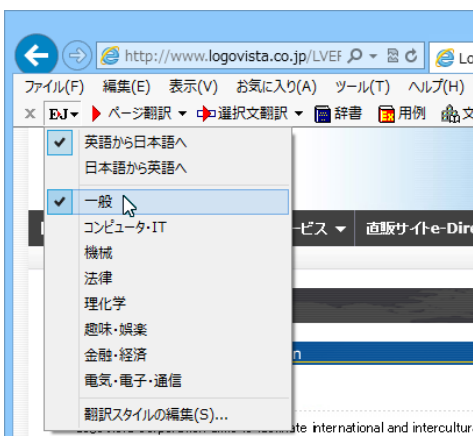 http://www.logovista.co.jp/LVEF
ファイル(F) 編集(E) 表示(V) お気に入り(A) ツール(T) ヘルプ(H)
× EJ ページ翻訳 選択文翻訳 辞書 用例
英語から日本語へ
日本語から英語へ
一般
コンピュータ・IT
ービス 直販サイトe-Dire
機械
法律
理化学
趣味・娯楽
金融・経済
n
電気・電子・通信
翻訳スタイルの編集(S)...
international and intercultur